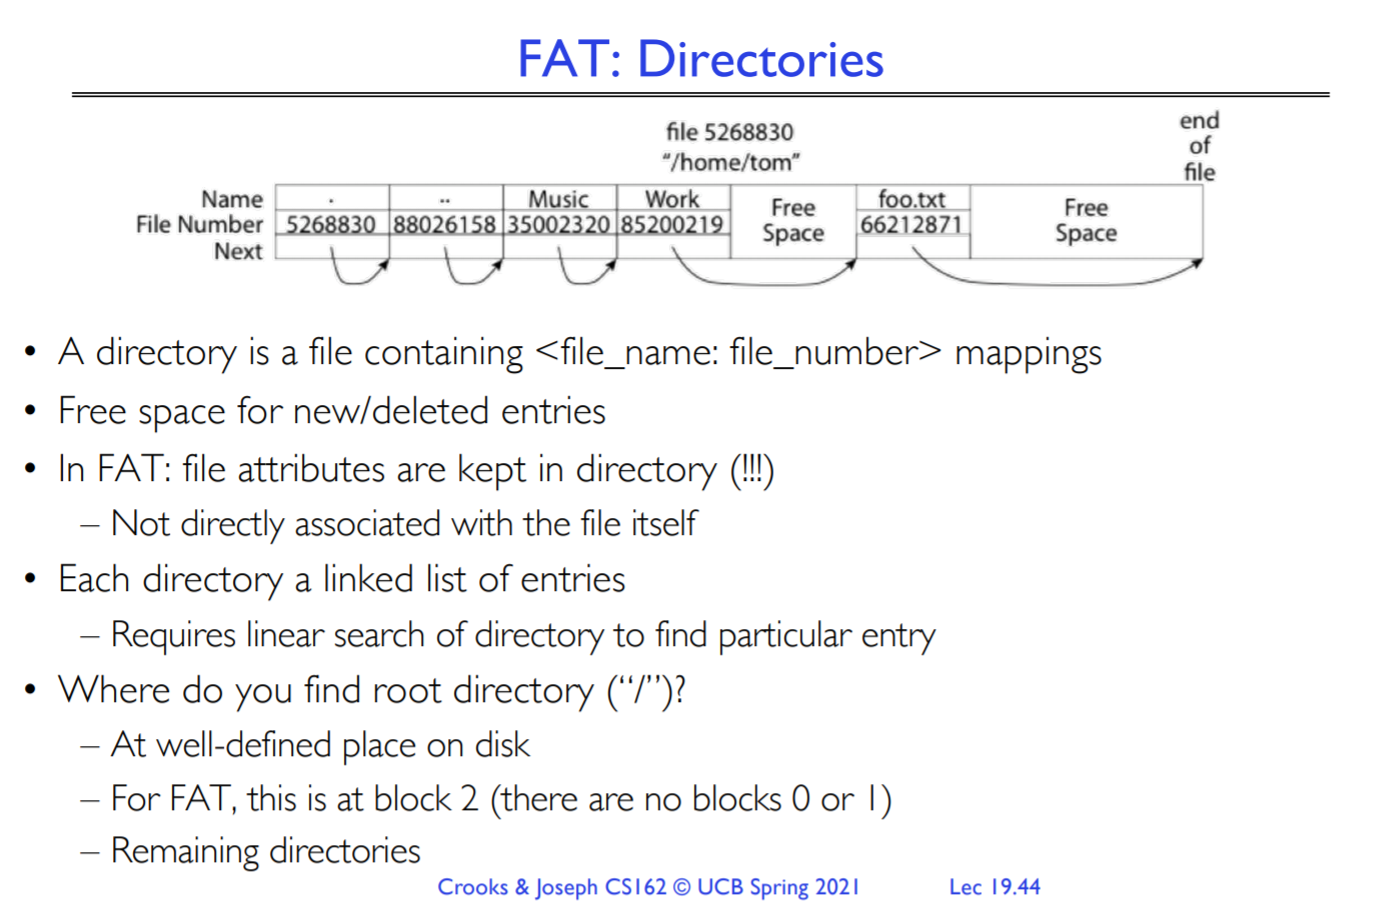 FAT: Directories
file 5268830
"/home/tom"
end
of
file
Name . .. Music Work Free Space foo.txt Free Space
File Number 5268830 88026158 35002320 85200219 66212871
Next
• A directory is a file containing <file_name: file_number> mappings
• Free space for new/deleted entries
• In FAT: file attributes are kept in directory (!!!)
– Not directly associated with the file itself
• Each directory a linked list of entries
– Requires linear search of directory to find particular entry
• Where do you find root directory (“/”)?
– At well-defined place on disk
– For FAT, this is at block 2 (there are no blocks 0 or 1)
– Remaining directories
Crooks & Joseph CS162 © UCB Spring 2021 Lec 19.44